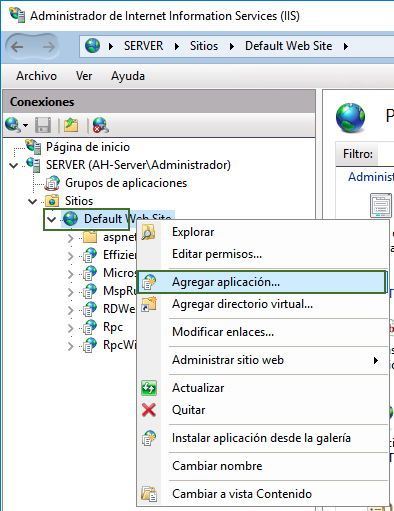 Administrador de Internet Information Services (IIS)
SERVER Sitios Default Web Site
Archivo Ver Ayuda
Conexiones
Página de inicio
SERVER (AH-Server\Administrador)
Grupos de aplicaciones
Sitios
Default Web Site
aspnet
Effizien
Micros
MspRu
RDWe
Rpc
RpcWi
Explorar
Editar permisos...
Agregar aplicación...
Agregar directorio virtual...
Modificar enlaces...
Administrar sitio web
Actualizar
Quitar
Instalar aplicación desde la galería
Cambiar nombre
Cambiar a vista Contenido
P
Filtro:
Administ